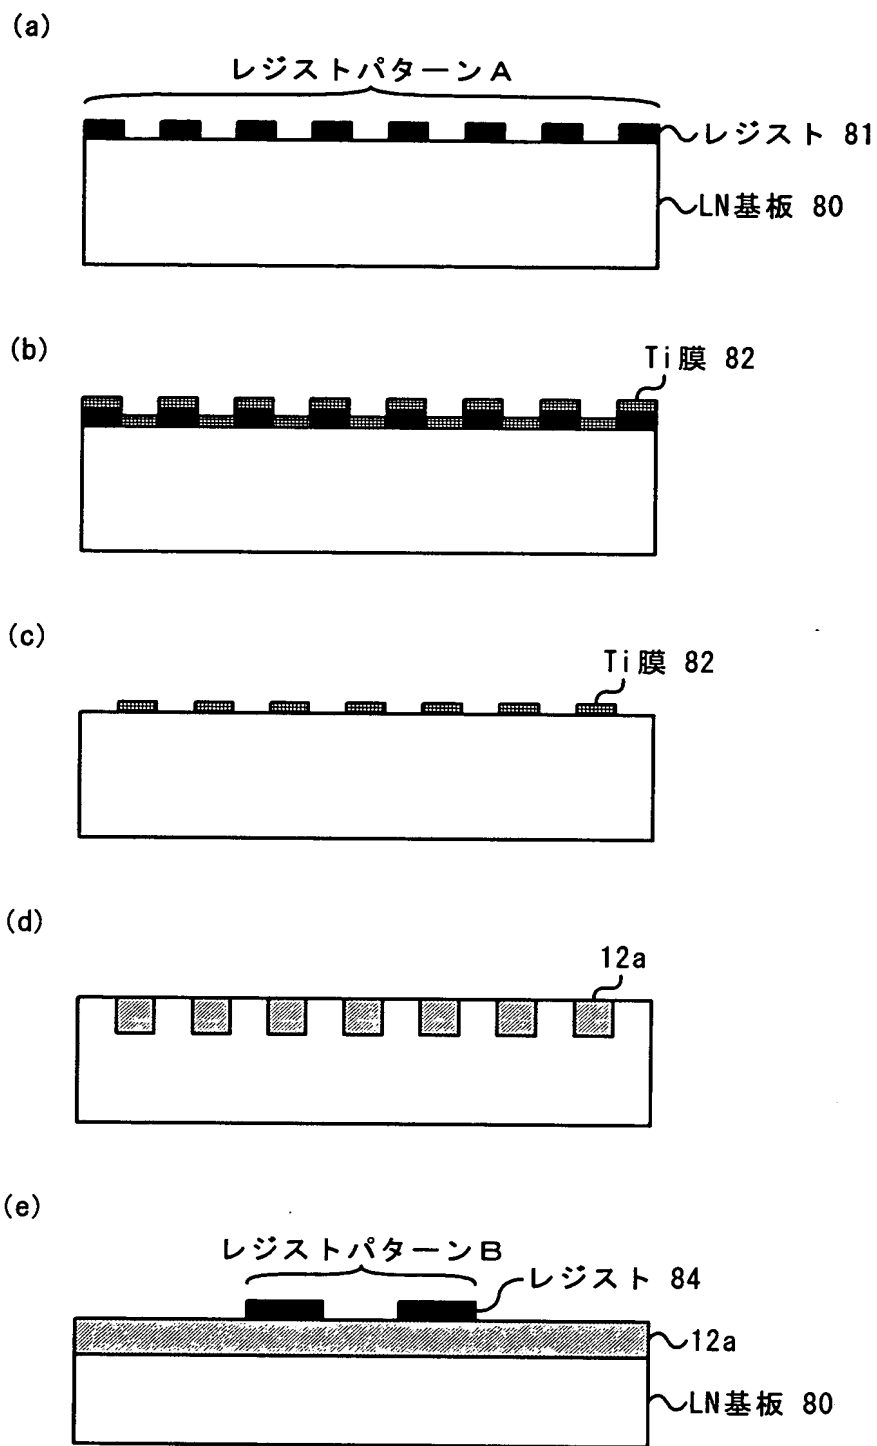 (a)
レジストパターンA
レジスト 81
LN基板 80
(b)
Ti膜 82
(c)
Ti膜 82
(d)
12a
(e)
レジストパターンB
レジスト 84
12a
LN基板 80